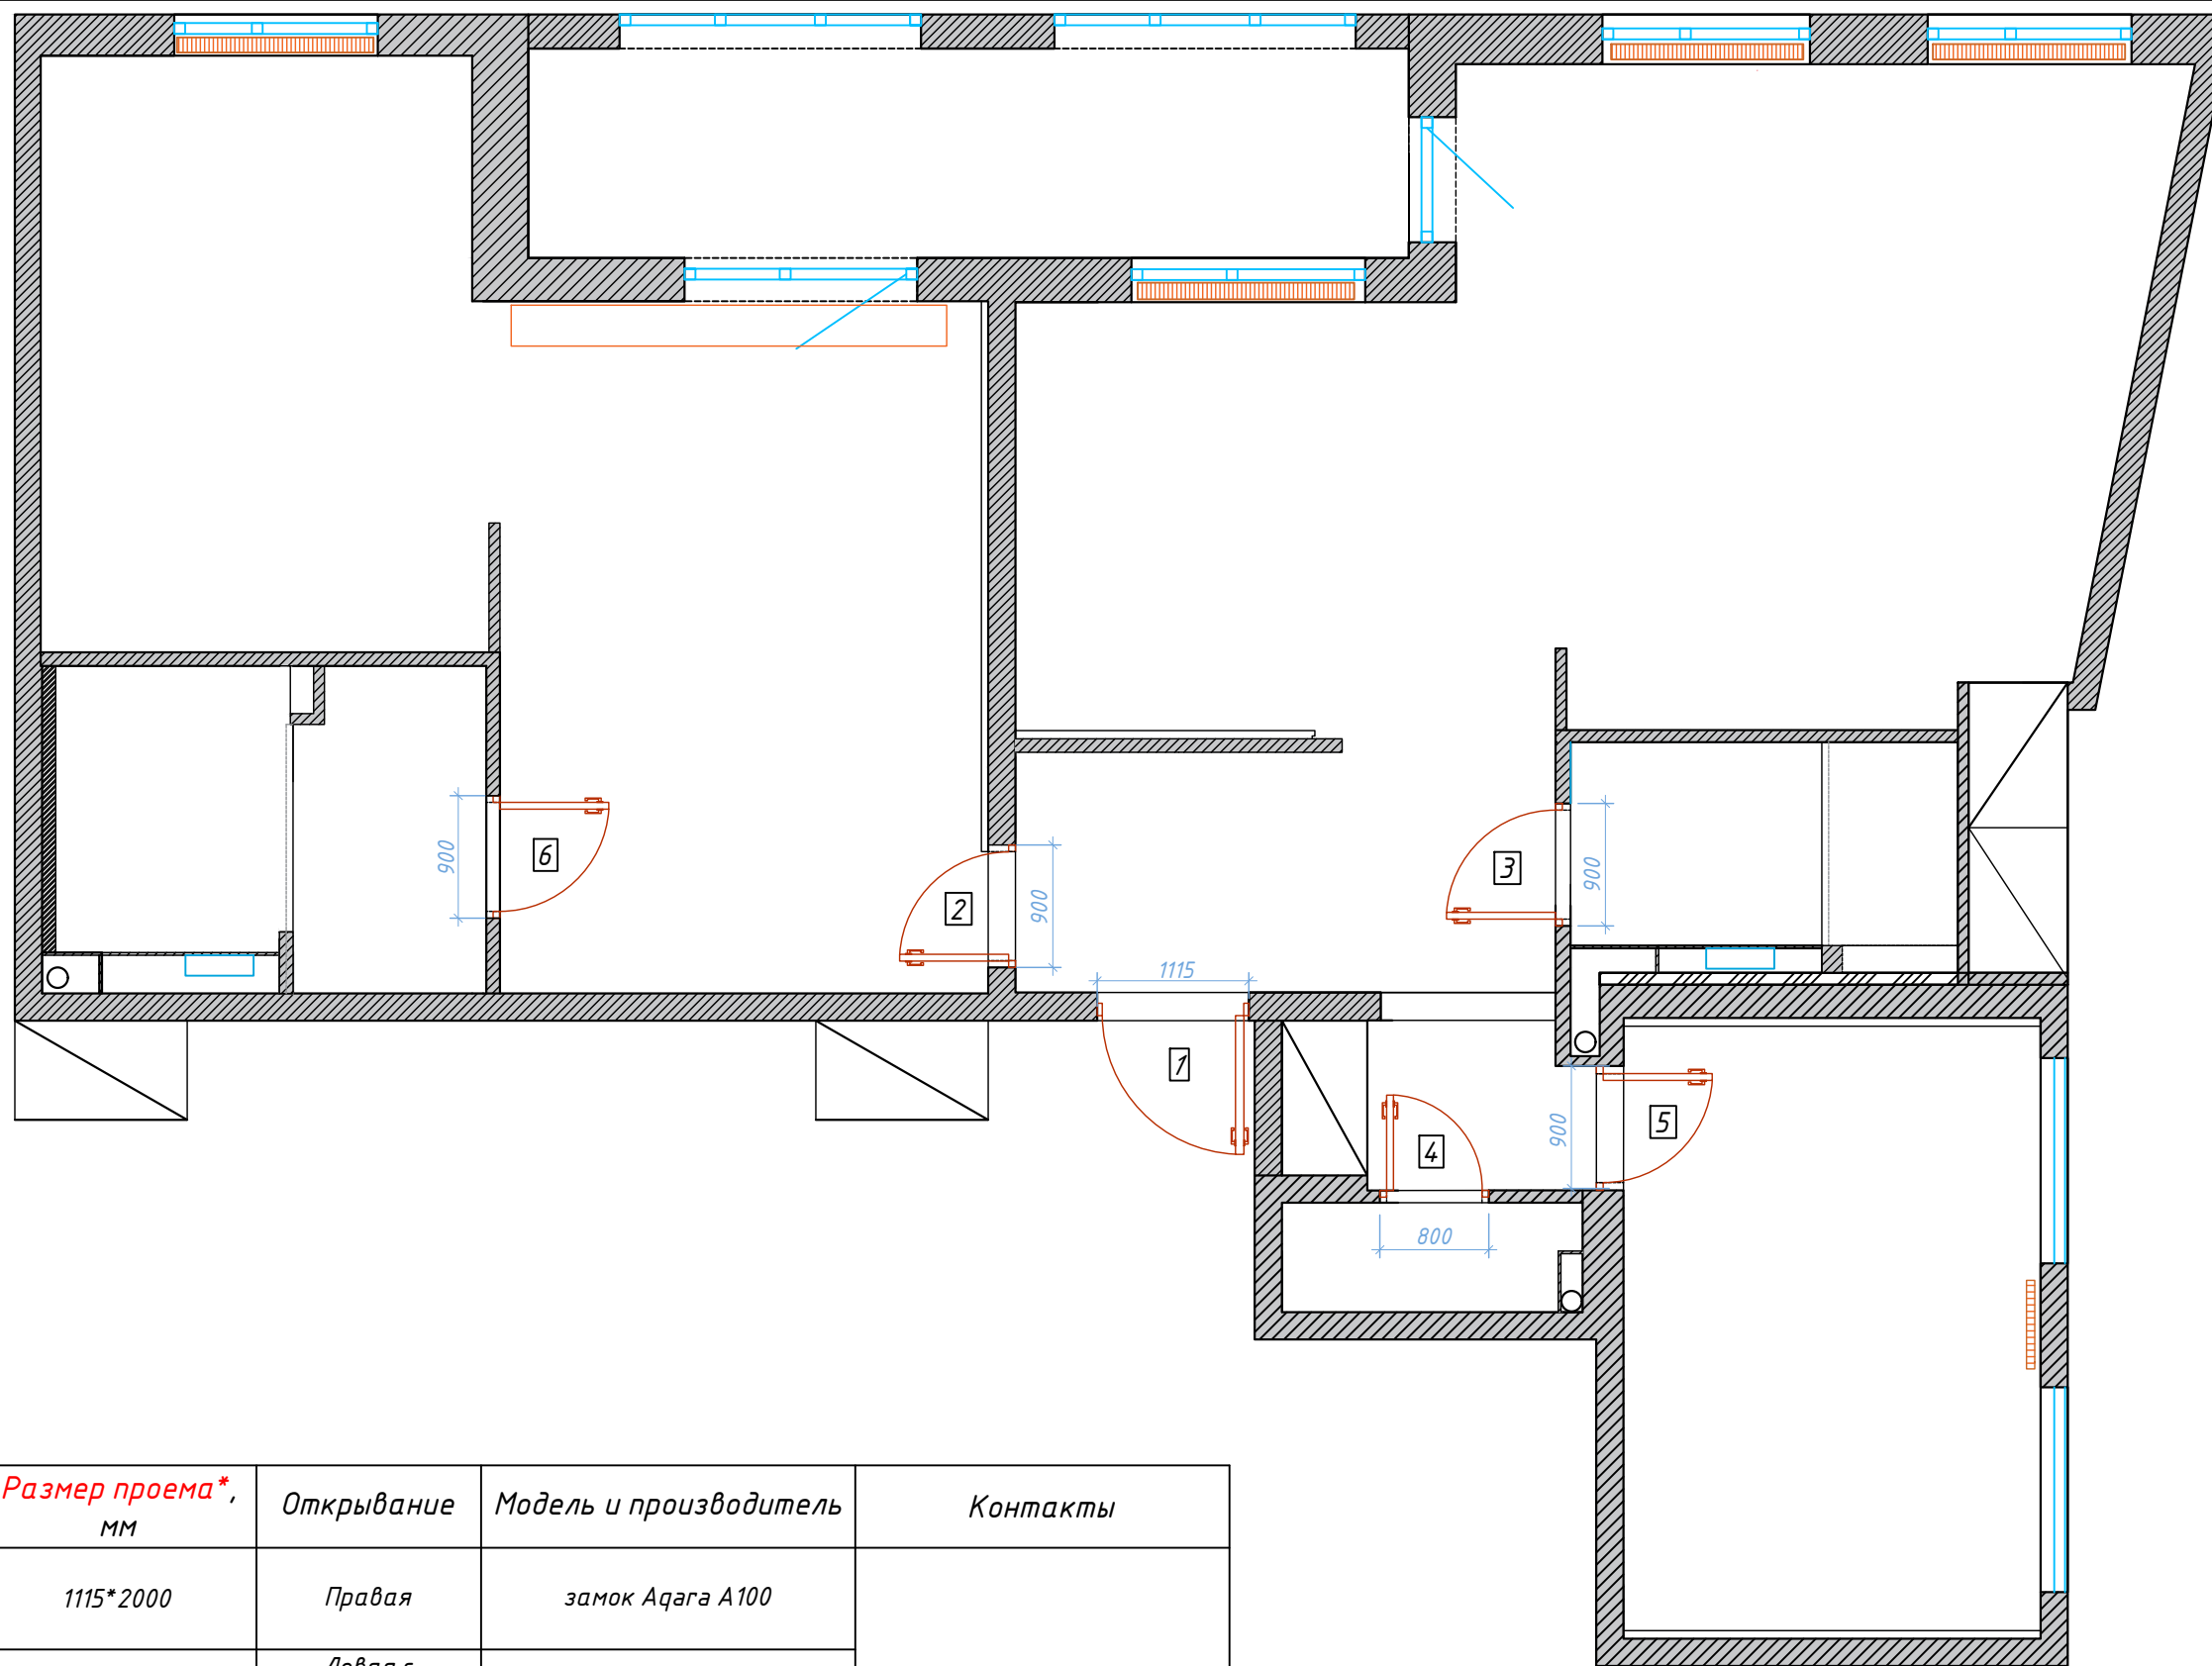 900
6
2
900
3
900
1115
1
4
900
5
800
Размер проема*,
мм
Открывание
Модель и производитель
Контакты
1115*2000
Правая
замок Aqara A100